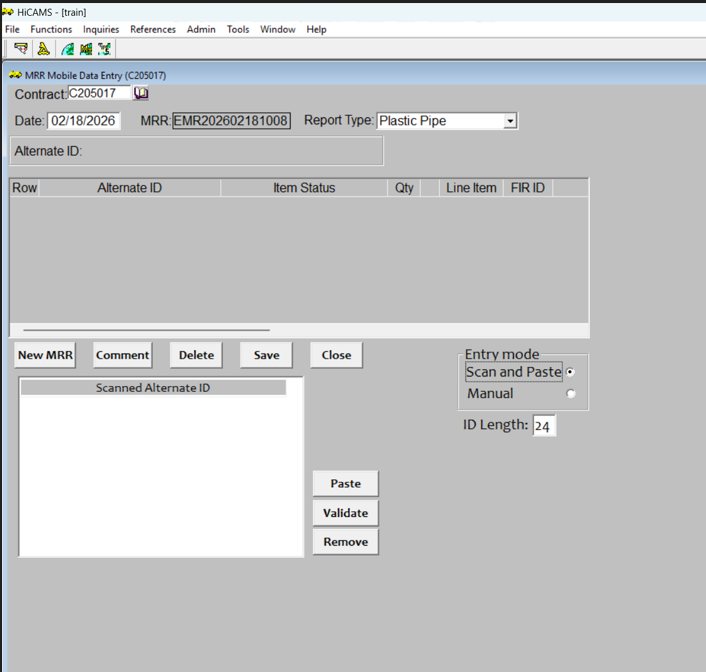 HiCAMS - [train]
File Functions Inquiries References Admin Tools Window Help
MRR Mobile Data Entry (C205017)
Contract: C205017
Date: 02/18/2026 MRR: EMR202602181008 Report Type: Plastic Pipe
Alternate ID:
Row Alternate ID Item Status Qty Line Item FIR ID
New MRR Comment Delete Save Close
Entry mode
Scan and Paste
Manual
ID Length: 24
Scanned Alternate ID
Paste
Validate
Remove